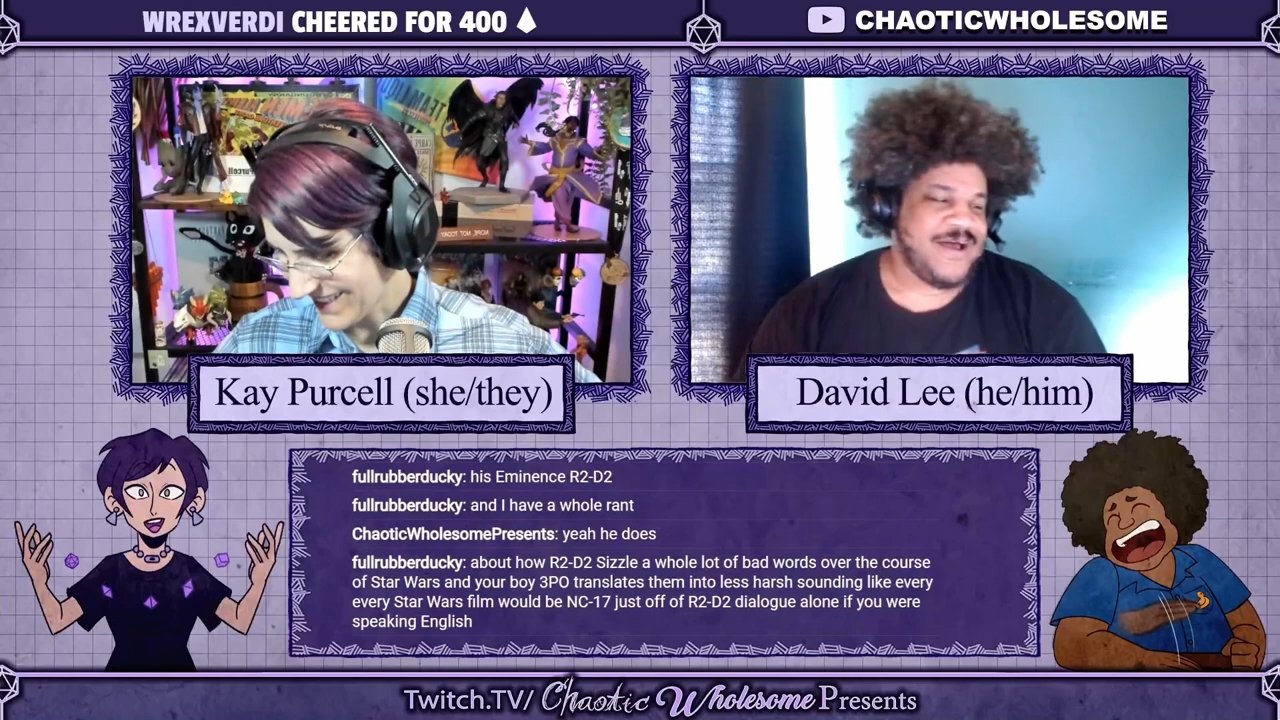 WREXVERDI CHEERED FOR 400
CHAOTICWHOLESOME
Kay Purcell (she/they)
David Lee (he/him)
fullrubberducky: his Eminence R2-D2
fullrubberducky: and I have a whole rant
ChaoticWholesomePresents: yeah he does
fullrubberducky: about how R2-D2 Sizzle a whole lot of bad words over the course
of Star Wars and your boy 3PO translates them into less harsh sounding like every
every Star Wars film would be NC-17 just off of R2-D2 dialogue alone if you were
speaking English
Twitch.TV/ Chaotic Wholesome Presents